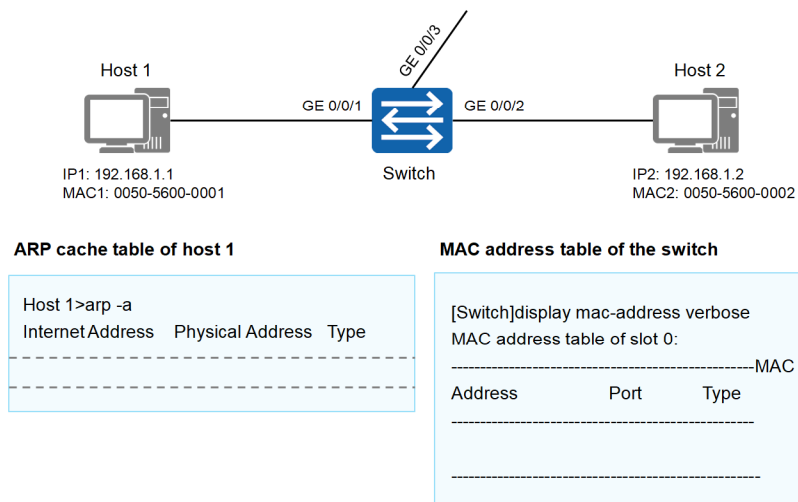 GE 0/0/3
Host 1
Host 2
GE 0/0/1
GE 0/0/2
IP1: 192.168.1.1
MAC1: 0050-5600-0001
Switch
IP2: 192.168.1.2
MAC2: 0050-5600-0002
ARP cache table of host 1
MAC address table of the switch
Host 1>arp -a
Internet Address Physical Address Type
[Switch]display mac-address verbose
MAC address table of slot 0:
-----------------------------------------------------MAC
Address Port Type